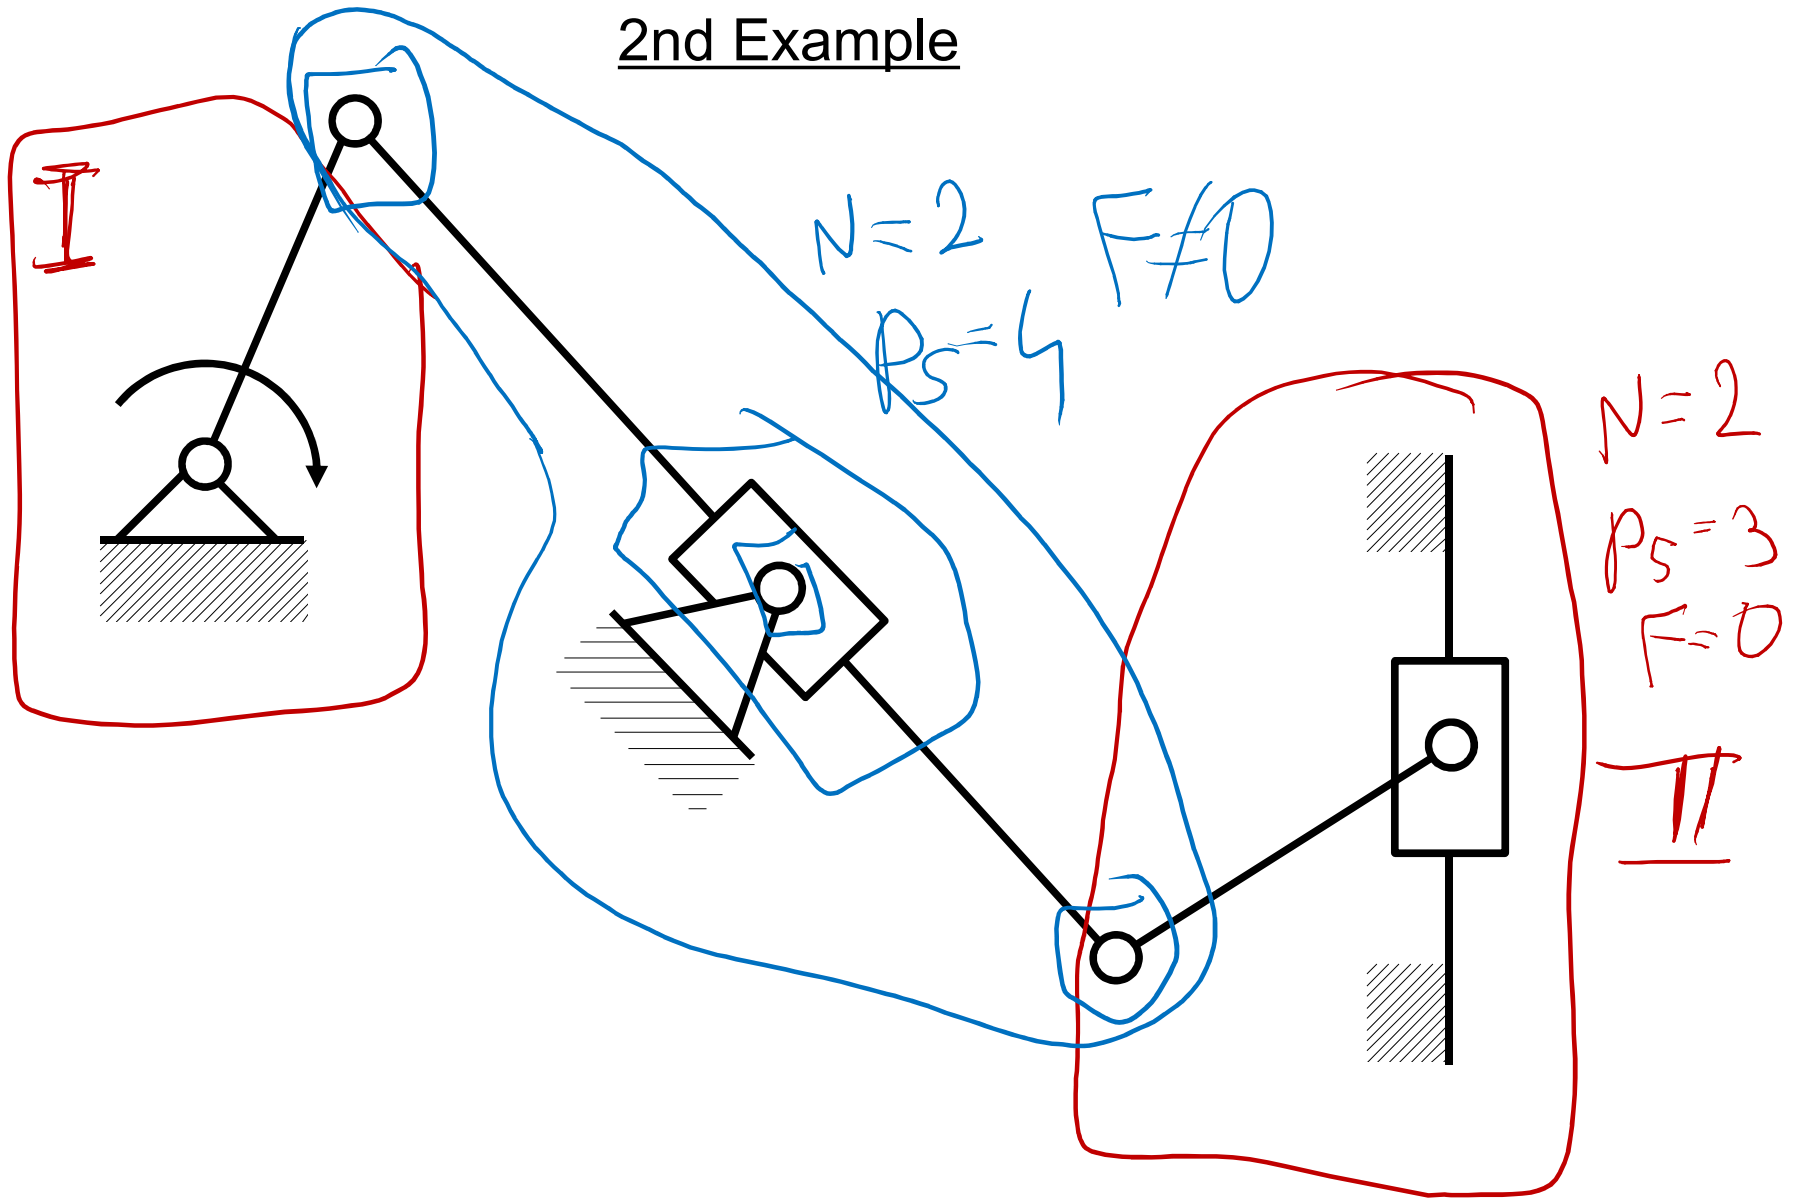 2nd Example
I
N=2 F≠0
P5=4
N=2
P5=3
F=0
II